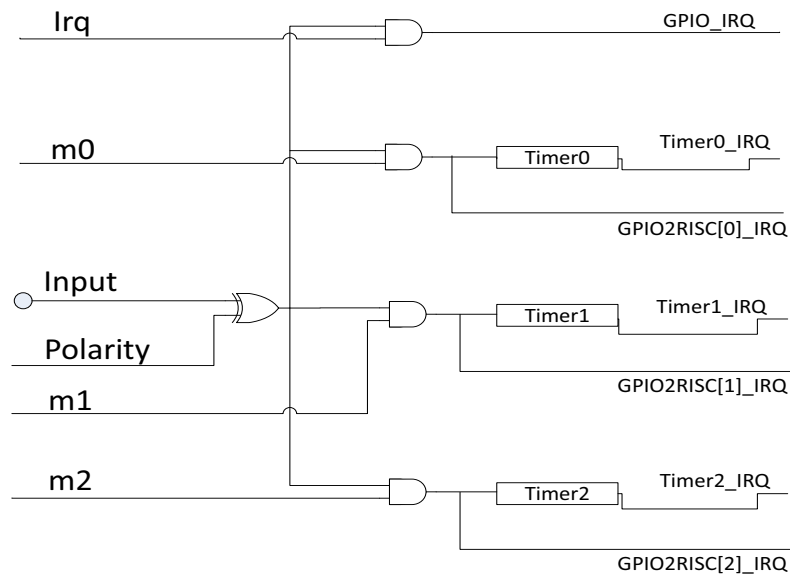 Irq
GPIO_IRQ
m0
Timer0
Timer0_IRQ
GPIO2RISC[0]_IRQ
Input
Polarity
Timer1
Timer1_IRQ
m1
GPIO2RISC[1]_IRQ
m2
Timer2
Timer2_IRQ
GPIO2RISC[2]_IRQ